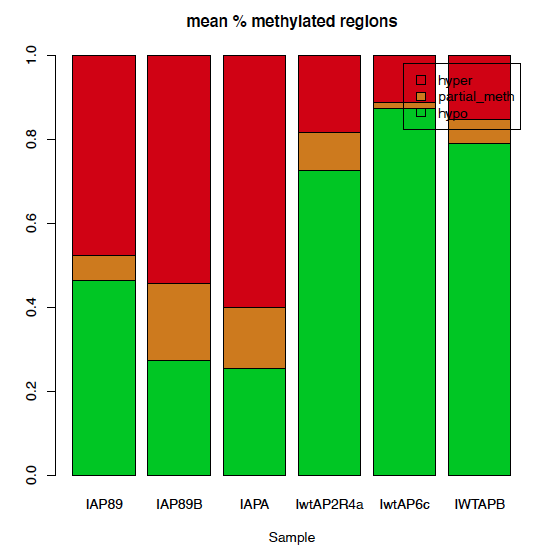 mean % methylated regions
1.0
0.8
0.6
0.4
0.2
0.0
hyper
partial_meth
hypo
IAP89 IAP89B IAPA IwtAP2R4a IwtAP6c IWTAPB
Sample